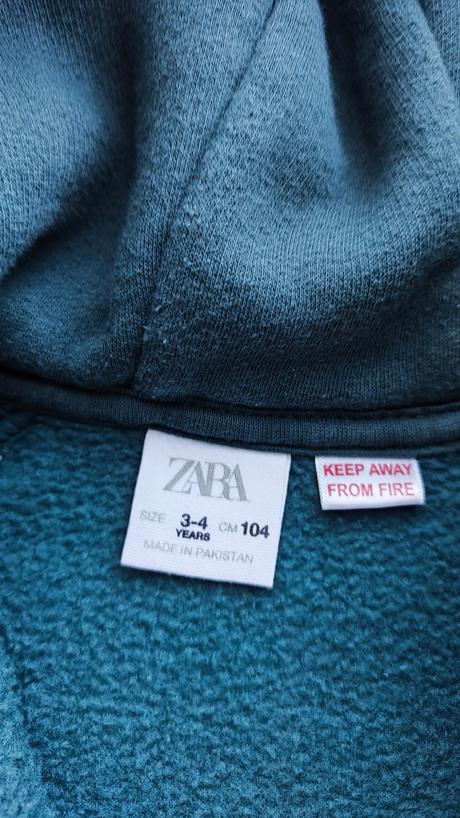 ZARA
SIZE 3-4 YEARS CM 104
MADE IN PAKISTAN
KEEP AWAY
FROM FIRE